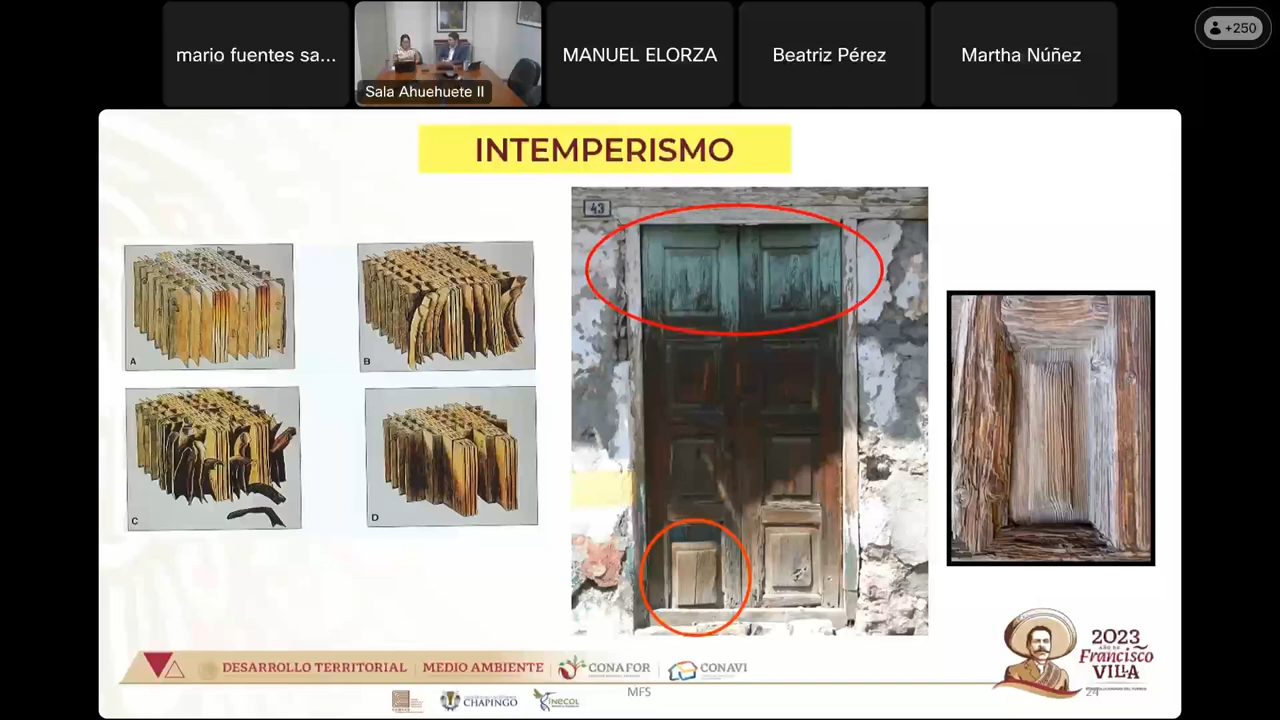 mario fuentes sa...
Sala Ahuehuete II
MANUEL ELORZA
Beatriz Pérez
Martha Núñez
+250
INTEMPERISMO
A
B
C
D
43
DESARROLLO TERRITORIAL
MEDIO AMBIENTE
CONAFOR
CONAVI
CHAPINGO
INECOL
MFS
2023
Francisco
VILLA
24